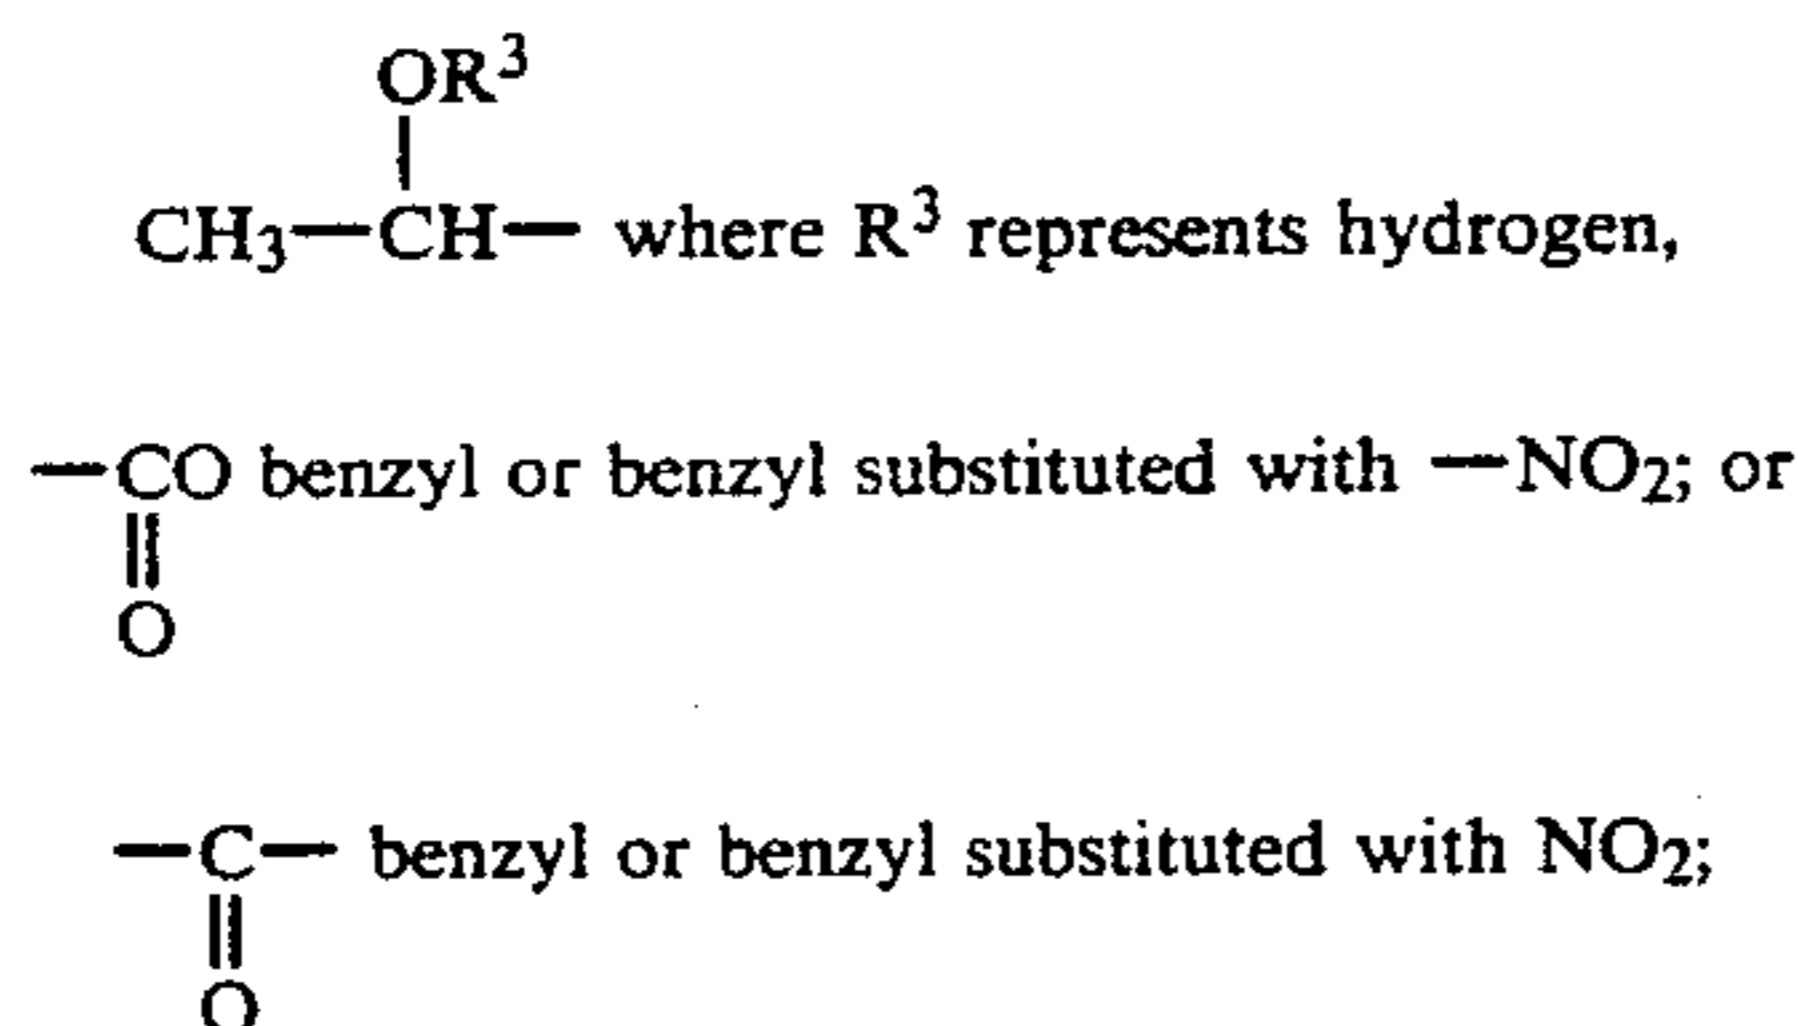 OR³
CH₃—CH— where R³ represents hydrogen,
—CO benzyl or benzyl substituted with —NO₂; or
O
—C— benzyl or benzyl substituted with NO₂;
O